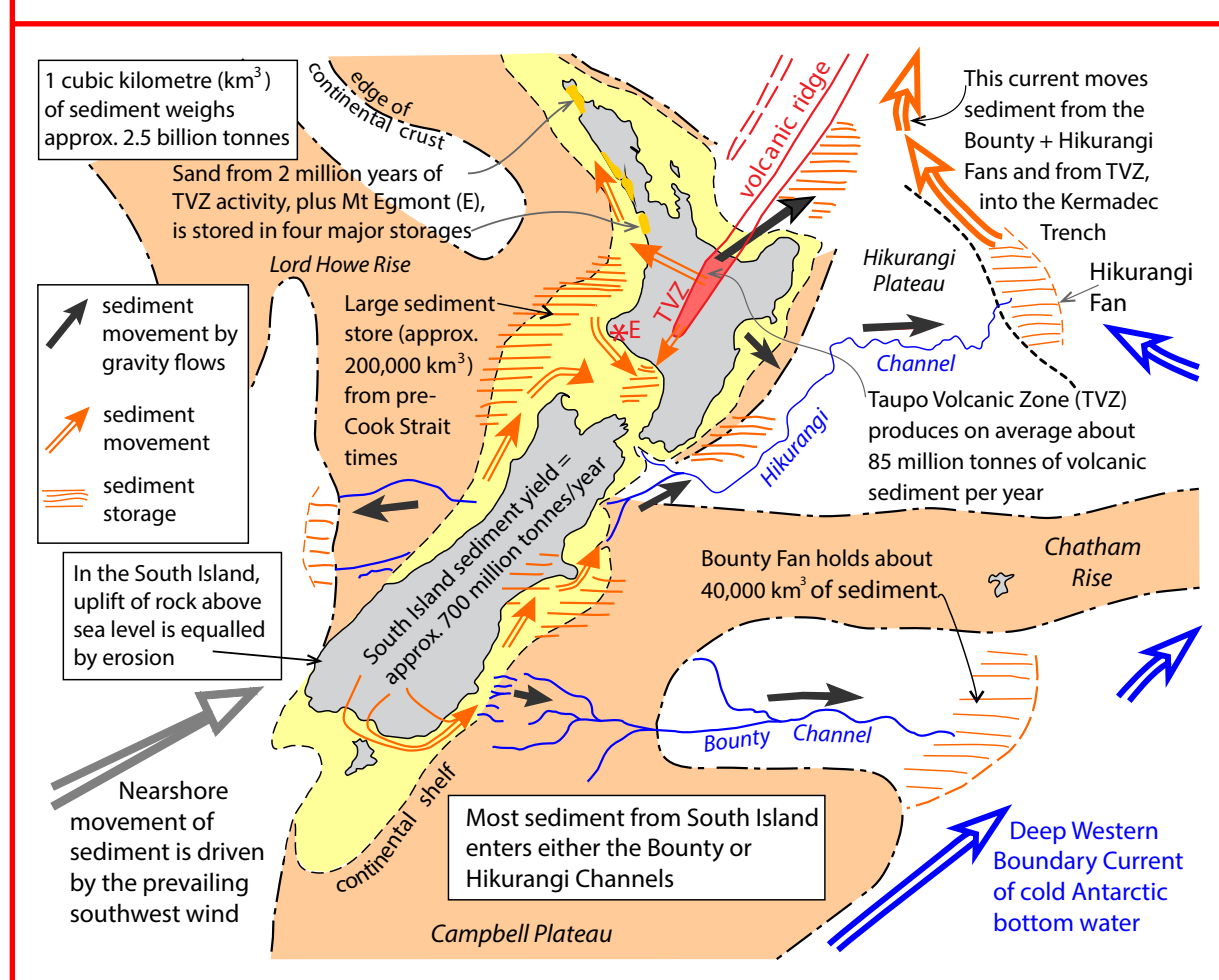 1 cubic kilometre (km³)
of sediment weighs
approx. 2.5 billion tonnes
edge of
continental crust
Sand from 2 million years of
TVZ activity, plus Mt Egmont (E),
is stored in four major storages
Lord Howe Rise
volcanic ridge
This current moves
sediment from the
Bounty + Hikurangi
Fans and from TVZ,
into the Kermadec
Trench
Hikurangi
Plateau
Hikurangi
Fan
sediment
movement by
gravity flows
sediment
movement
sediment
storage
Large sediment
store (approx.
200,000 km³)
from pre-
Cook Strait
times
TVZ
E
Channel
Hikurangi
Taupo Volcanic Zone (TVZ)
produces on average about
85 million tonnes of volcanic
sediment per year
South Island sediment yield =
approx. 700 million tonnes/year
In the South Island,
uplift of rock above
sea level is equalled
by erosion
Bounty Fan holds about
40,000 km³ of sediment
Chatham
Rise
Bounty Channel
Nearshore
movement of
sediment is driven
by the prevailing
southwest wind
continental shelf
Most sediment from South Island
enters either the Bounty or
Hikurangi Channels
Deep Western
Boundary Current
of cold Antarctic
bottom water
Campbell Plateau